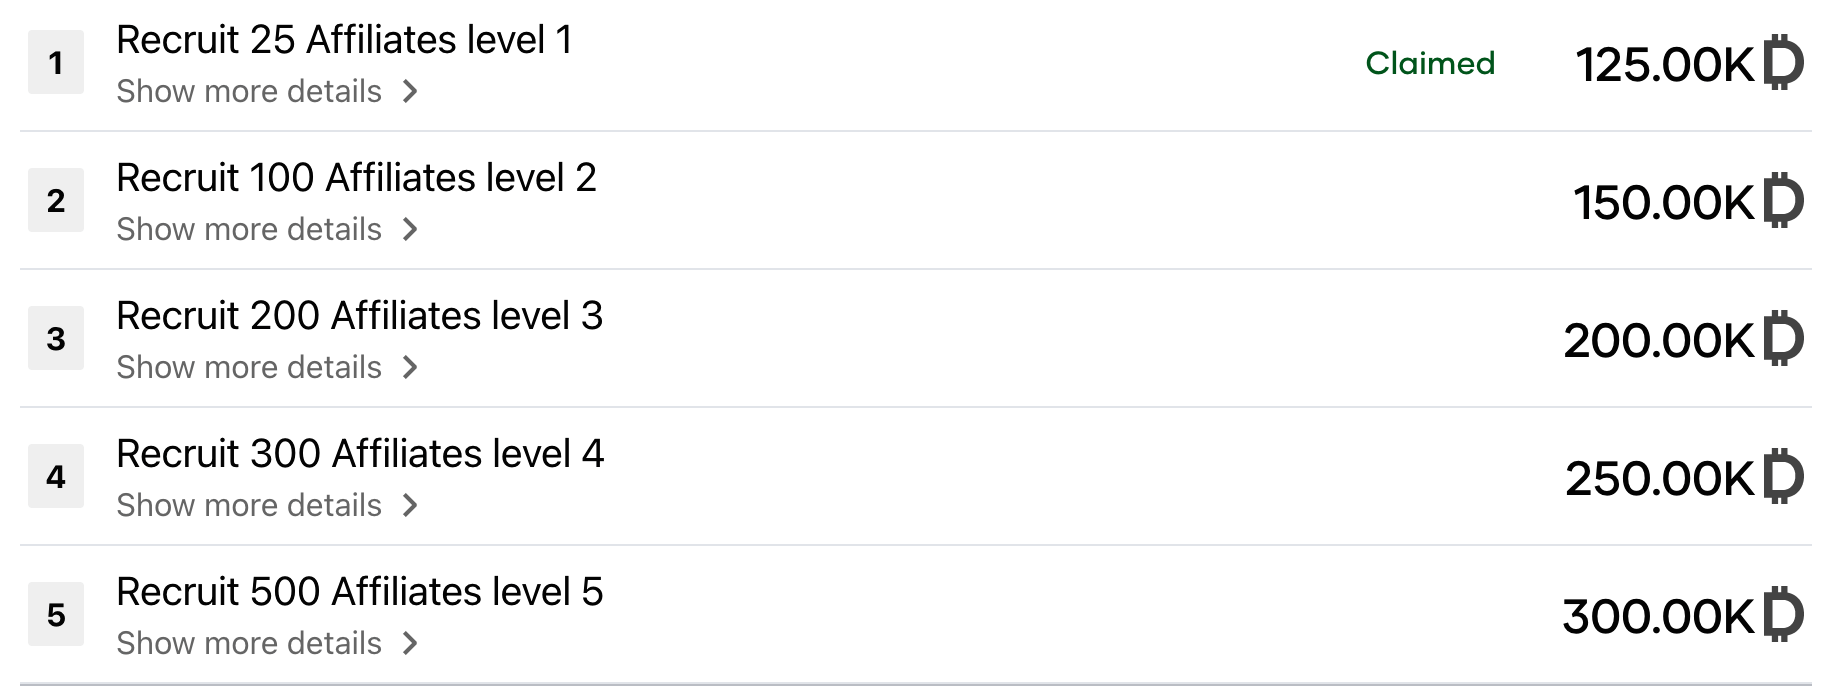 1
Recruit 25 Affiliates level 1
Show more details
Claimed
125.00K
2
Recruit 100 Affiliates level 2
Show more details
150.00K
3
Recruit 200 Affiliates level 3
Show more details
200.00K
4
Recruit 300 Affiliates level 4
Show more details
250.00K
5
Recruit 500 Affiliates level 5
Show more details
300.00K